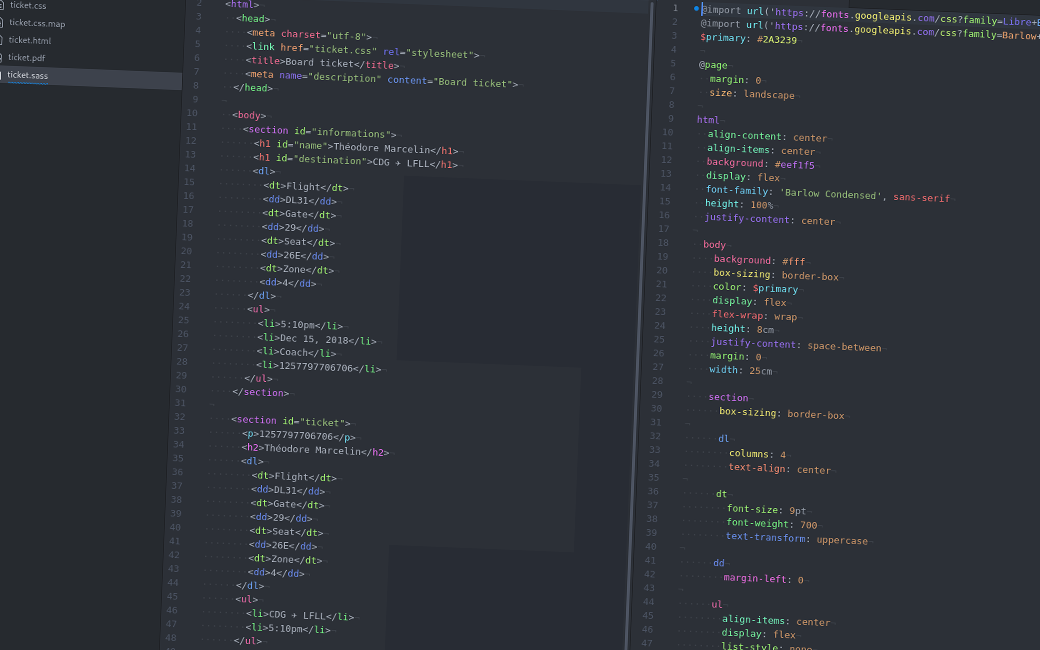 ticket.css
ticket.css.map
ticket.html
ticket.pdf
ticket.sass
2 <html>
3 <head>
4 <meta charset="utf-8">
5 <link href="ticket.css" rel="stylesheet">
6 <title>Board ticket</title>
7 <meta name="description" content="Board ticket">
8 </head>
9
10 <body>
11 <section id="informations">
12 <h1 id="name">Théodore Marcelin</h1>
13 <h1 id="destination">CDG ✈ LFLL</h1>
14 <dl>
15 <dt>Flight</dt>
16 <dd>DL31</dd>
17 <dt>Gate</dt>
18 <dd>29</dd>
19 <dt>Seat</dt>
20 <dd>26E</dd>
21 <dt>Zone</dt>
22 <dd>4</dd>
23 </dl>
24 <ul>
25 <li>5:10pm</li>
26 <li>Dec 15, 2018</li>
27 <li>Coach</li>
28 <li>1257797706706</li>
29 </ul>
30 </section>
31
32 <section id="ticket">
33 <p>1257797706706</p>
34 <h2>Théodore Marcelin</h2>
35 <dl>
36 <dt>Flight</dt>
37 <dd>DL31</dd>
38 <dt>Gate</dt>
39 <dd>29</dd>
40 <dt>Seat</dt>
41 <dd>26E</dd>
42 <dt>Zone</dt>
43 <dd>4</dd>
44 </dl>
45 <ul>
46 <li>CDG ✈ LFLL</li>
47 <li>5:10pm</li>
48 </ul>
1 @import url('https://fonts.googleapis.com/css?family=Libre+
2 @import url('https://fonts.googleapis.com/css?family=Barlow+
3 $primary: #2A3239
4
5 @page
6 margin: 0
7 size: landscape
8
9 html
10 align-content: center
11 align-items: center
12 background: #eef1f5
13 display: flex
14 font-family: 'Barlow Condensed', sans-serif
15 height: 100%
16 justify-content: center
17
18 body
19 background: #fff
20 box-sizing: border-box
21 color: $primary
22 display: flex
23 flex-wrap: wrap
24 height: 8cm
25 justify-content: space-between
26 margin: 0
27 width: 25cm
28
29 section
30 box-sizing: border-box
31
32 dl
33 columns: 4
34 text-align: center
35
36 dt
37 font-size: 9pt
38 font-weight: 700
39 text-transform: uppercase
40
41 dd
42 margin-left: 0
43
44 ul
45 align-items: center
46 display: flex
47 list-style: none